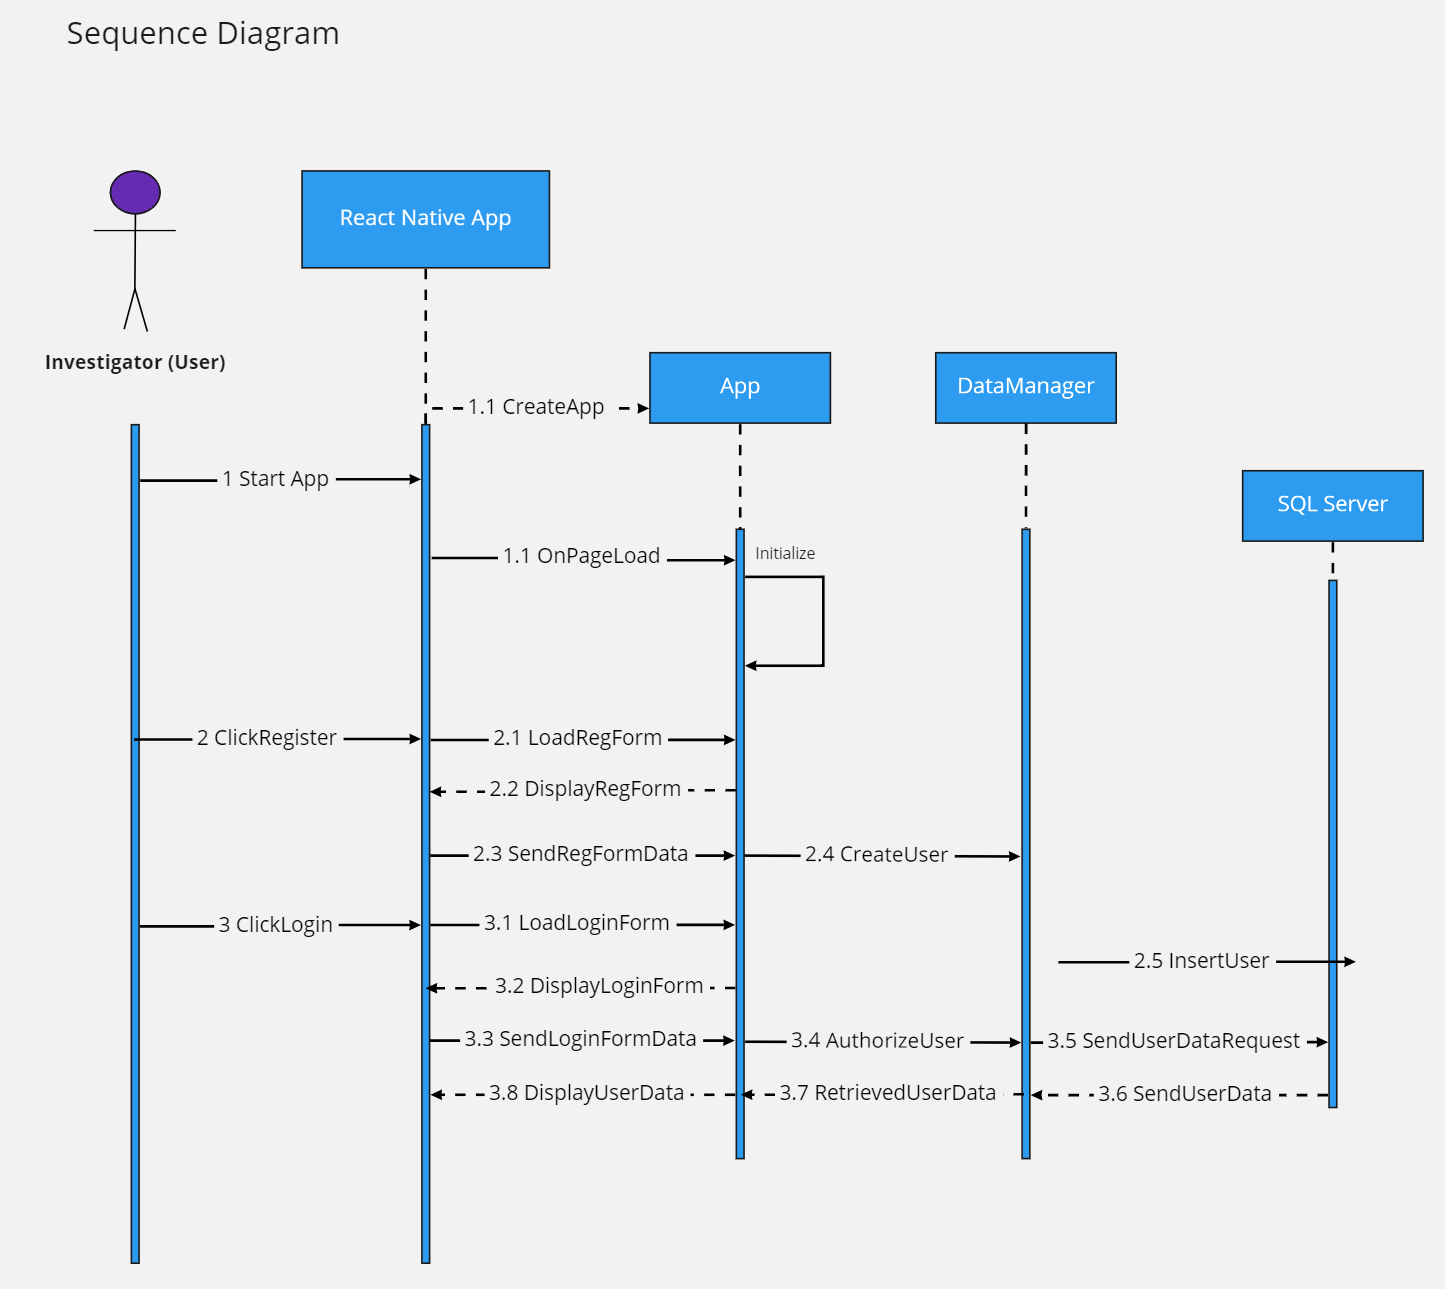 Sequence Diagram
React Native App
Investigator (User)
App
DataManager
1.1 CreateApp
1 Start App
SQL Server
1.1 OnPageLoad
Initialize
2 ClickRegister
2.1 LoadRegForm
2.2 DisplayRegForm
2.3 SendRegFormData
2.4 CreateUser
3 ClickLogin
3.1 LoadLoginForm
2.5 InsertUser
3.2 DisplayLoginForm
3.3 SendLoginFormData
3.4 AuthorizeUser
3.5 SendUserDataRequest
3.8 DisplayUserData
3.7 RetrievedUserData
3.6 SendUserData